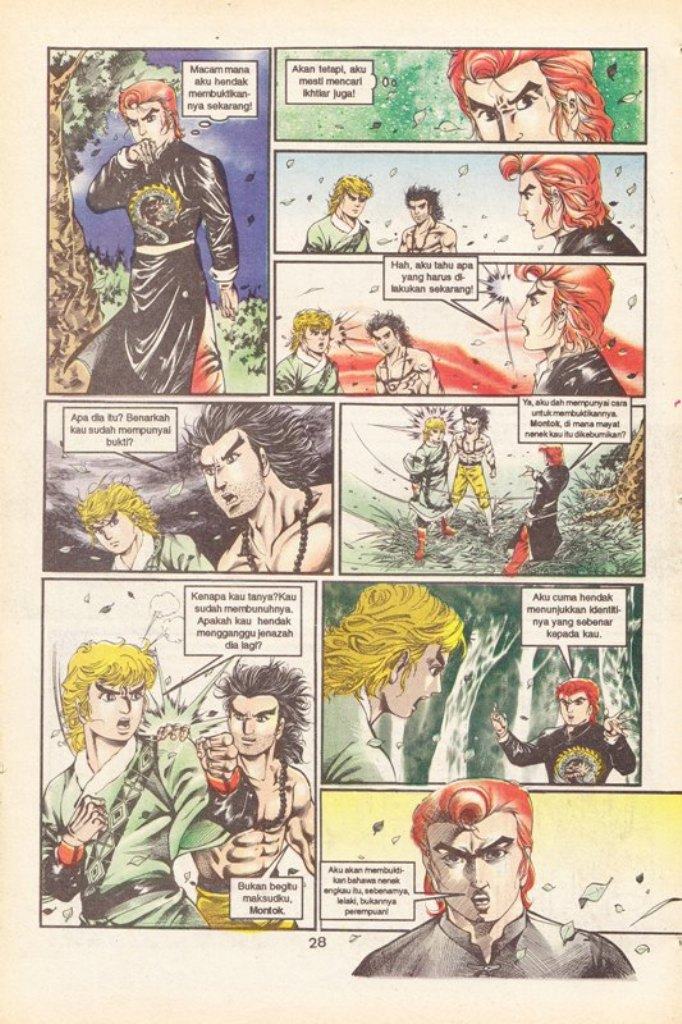 Macam mana
aku hendak
membuktikan-
nya sekarang!
Akan tetapi, aku
mesti mencari
ikhtiar juga!
Hah, aku tahu apa
yang harus di-
lakukan sekarang!
Apa dia itu? Benarkah
kau sudah mempunyai
bukti?
Ya, aku dah mempunyai cara
untuk membuktikannya.
Montok, di mana mayat
nenek kau itu dikebumikan?
Kenapa kau tanya?Kau
sudah membunuhnya.
Apakah kau hendak
mengganggu jenazah
dia lagi?
Bukan begitu
maksudku,
Montok.
Aku cuma hendak
menunjukkan identiti-
nya yang sebenar
kepada kau.
Aku akan membukti-
kan bahawa nenek
engkau itu, sebenarnya,
lelaki, bukannya
perempuan!
28